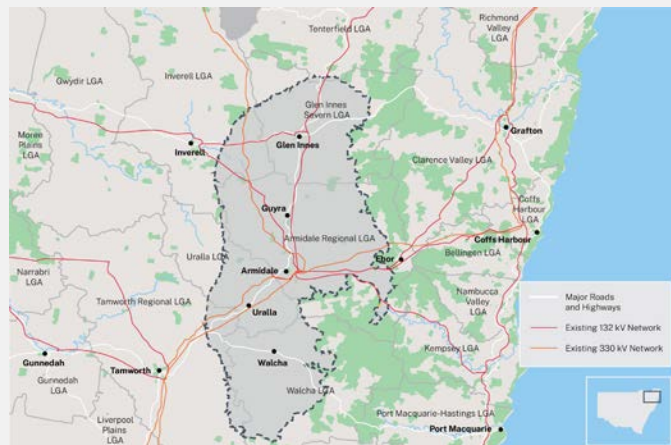 Tenterfield LGA
Richmond
Valley LGA
Gwydir LGA
Inverell LGA
Glen Innes
Severn LGA
Moree
Plains
LGA
Inverell
Glen Innes
Grafton
Clarence Valley LGA
Guyra
Coffs
Harbour
LGA
Uralla LGA
Armidale Regional LGA
Coffs Harbour
Narrabri
LGA
Armidale
Ebor
Bellingen LGA
Tamworth Regional LGA
Uralla
Nambucca
Valley
LGA
Major Roads
and Highways
Existing 132 kV Network
Existing 330 kV Network
Gunnedah
Walcha
Kempsey LGA
Tamworth
Gunnedah
LGA
Walcha LGA
Liverpool
Plains
LGA
Port Macquarie-Hastings LGA
Port Macquarie